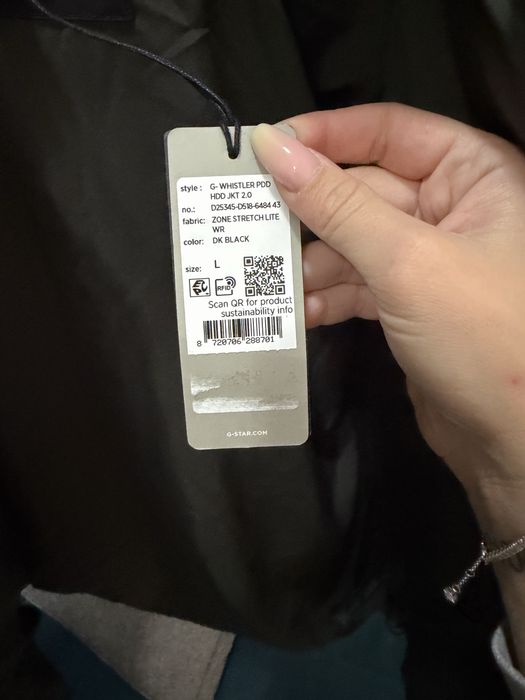 style : G- WHISTLER PDD
HDD JKT 2.0
no.: D25345-D518-6484 43
fabric: ZONE STRETCH LITE
WR
color: DK BLACK
size: L
RFID
Scan QR for product
sustainability info
8 720706 288701
G-STAR.COM